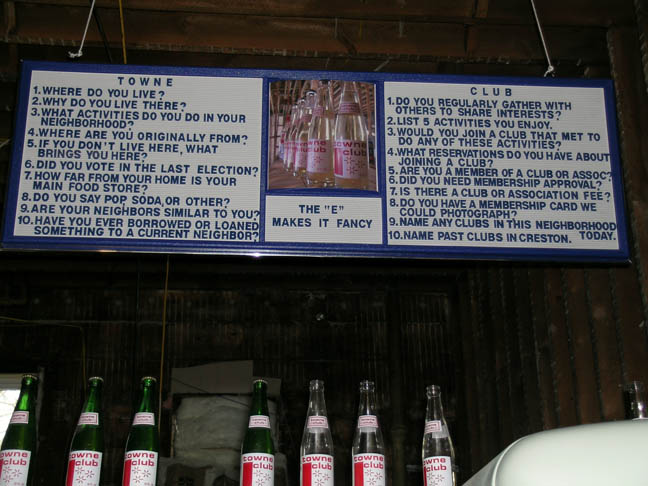 TOWNE
1.WHERE DO YOU LIVE?
2.WHY DO YOU LIVE THERE?
3.WHAT ACTIVITIES DO YOU DO IN YOUR
NEIGHBORHOOD?
4.WHERE ARE YOU ORIGINALLY FROM?
5.IF YOU DON'T LIVE HERE, WHAT
BRINGS YOU HERE?
6.DID YOU VOTE IN THE LAST ELECTION?
7.HOW FAR FROM YOUR HOME IS YOUR
MAIN FOOD STORE?
8.DO YOU SAY POP SODA,OR OTHER?
9.ARE YOUR NEIGHBORS SIMILAR TO YOU?
10.HAVE YOU EVER BORROWED OR LOANED
SOMETHING TO A CURRENT NEIGHBOR?
towne
club
THE "E"
MAKES IT FANCY
CLUB
1.DO YOU REGULARLY GATHER WITH
OTHERS TO SHARE INTERESTS?
2.LIST 5 ACTIVITIES YOU ENJOY.
3.WOULD YOU JOIN A CLUB THAT MET TO
DO ANY OF THESE ACTIVITIES?
4.WHAT RESERVATIONS DO YOU HAVE ABOUT
JOINING A CLUB?
5.ARE YOU A MEMBER OF A CLUB OR ASSOC?
6.DID YOU NEED MEMBERSHIP APPROVAL?
7.IS THERE A CLUB OR ASSOCIATION FEE?
8.DO YOU HAVE A MEMBERSHIP CARD WE
COULD PHOTOGRAPH?
9.NAME ANY CLUBS IN THIS NEIGHBORHOOD
TODAY.
10.NAME PAST CLUBS IN CRESTON.
towne
club
towne
club
towne
club
towne
club
towne
club
towne
club
towne
club